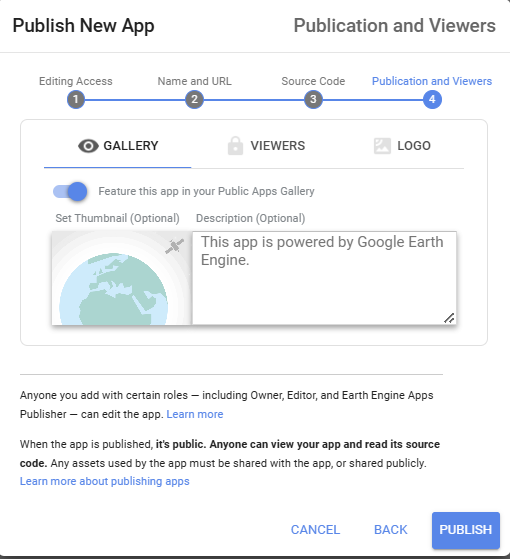 Publish New App
Publication and Viewers
Editing Access
Name and URL
Source Code
Publication and Viewers
1
2
3
4
GALLERY
VIEWERS
LOGO
Feature this app in your Public Apps Gallery
Set Thumbnail (Optional)
Description (Optional)
This app is powered by Google Earth
Engine.
Anyone you add with certain roles — including Owner, Editor, and Earth Engine Apps
Publisher — can edit the app. Learn more
When the app is published, it's public. Anyone can view your app and read its source
code. Any assets used by the app must be shared with the app, or shared publicly.
Learn more about publishing apps
CANCEL
BACK
PUBLISH